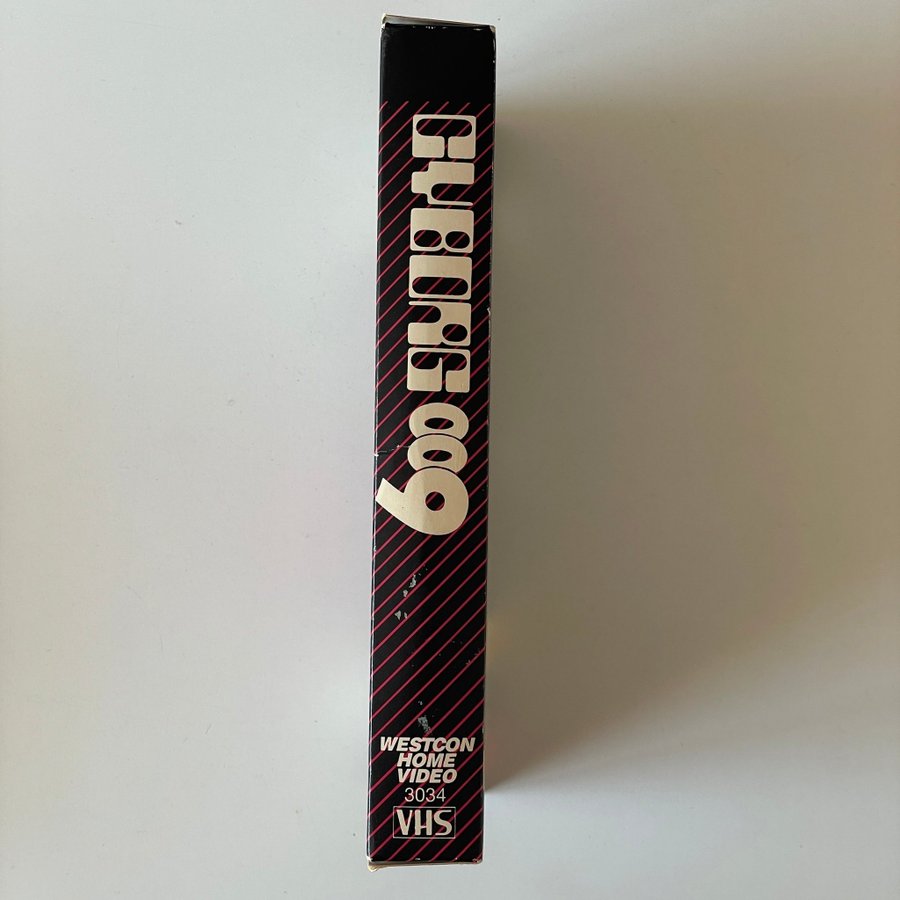 CYBORG 009
WESTCON
HOME
VIDEO
3034
VHS